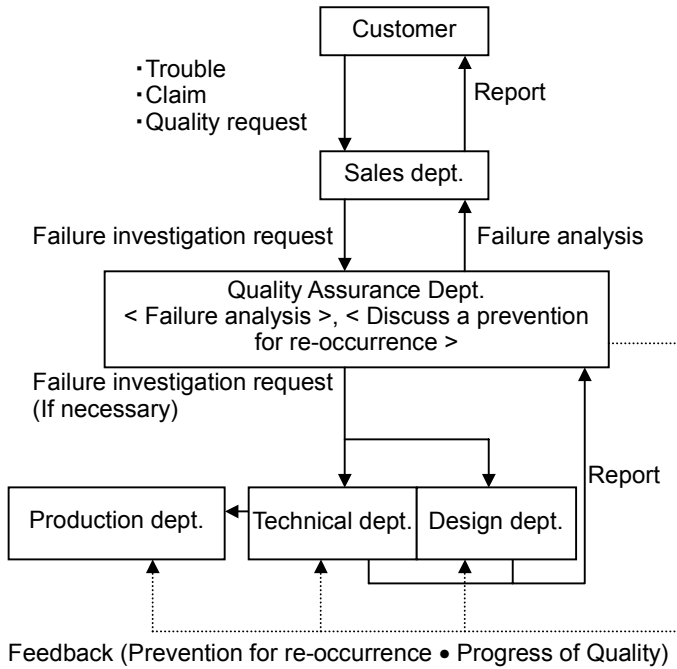 Customer
・Trouble
・Claim
・Quality request
Report
Sales dept.
Failure investigation request
Failure analysis
Quality Assurance Dept.
< Failure analysis >, < Discuss a prevention
for re-occurrence >
Failure investigation request
(If necessary)
Report
Production dept.
Technical dept.
Design dept.
Feedback (Prevention for re-occurrence • Progress of Quality)